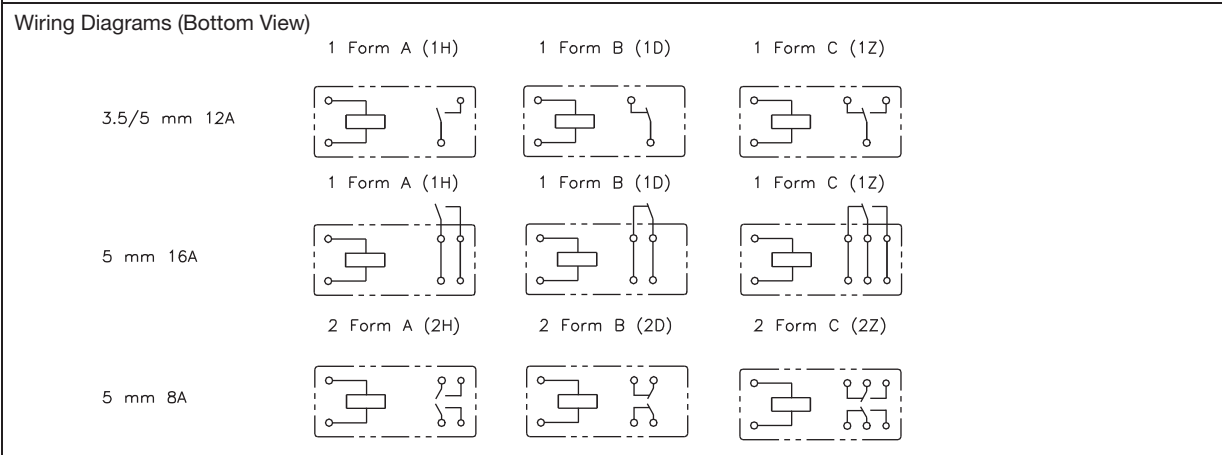 Wiring Diagrams (Bottom View)
1 Form A (1H) 1 Form B (1D) 1 Form C (1Z)
3.5/5 mm 12A
1 Form A (1H) 1 Form B (1D) 1 Form C (1Z)
5 mm 16A
2 Form A (2H) 2 Form B (2D) 2 Form C (2Z)
5 mm 8A